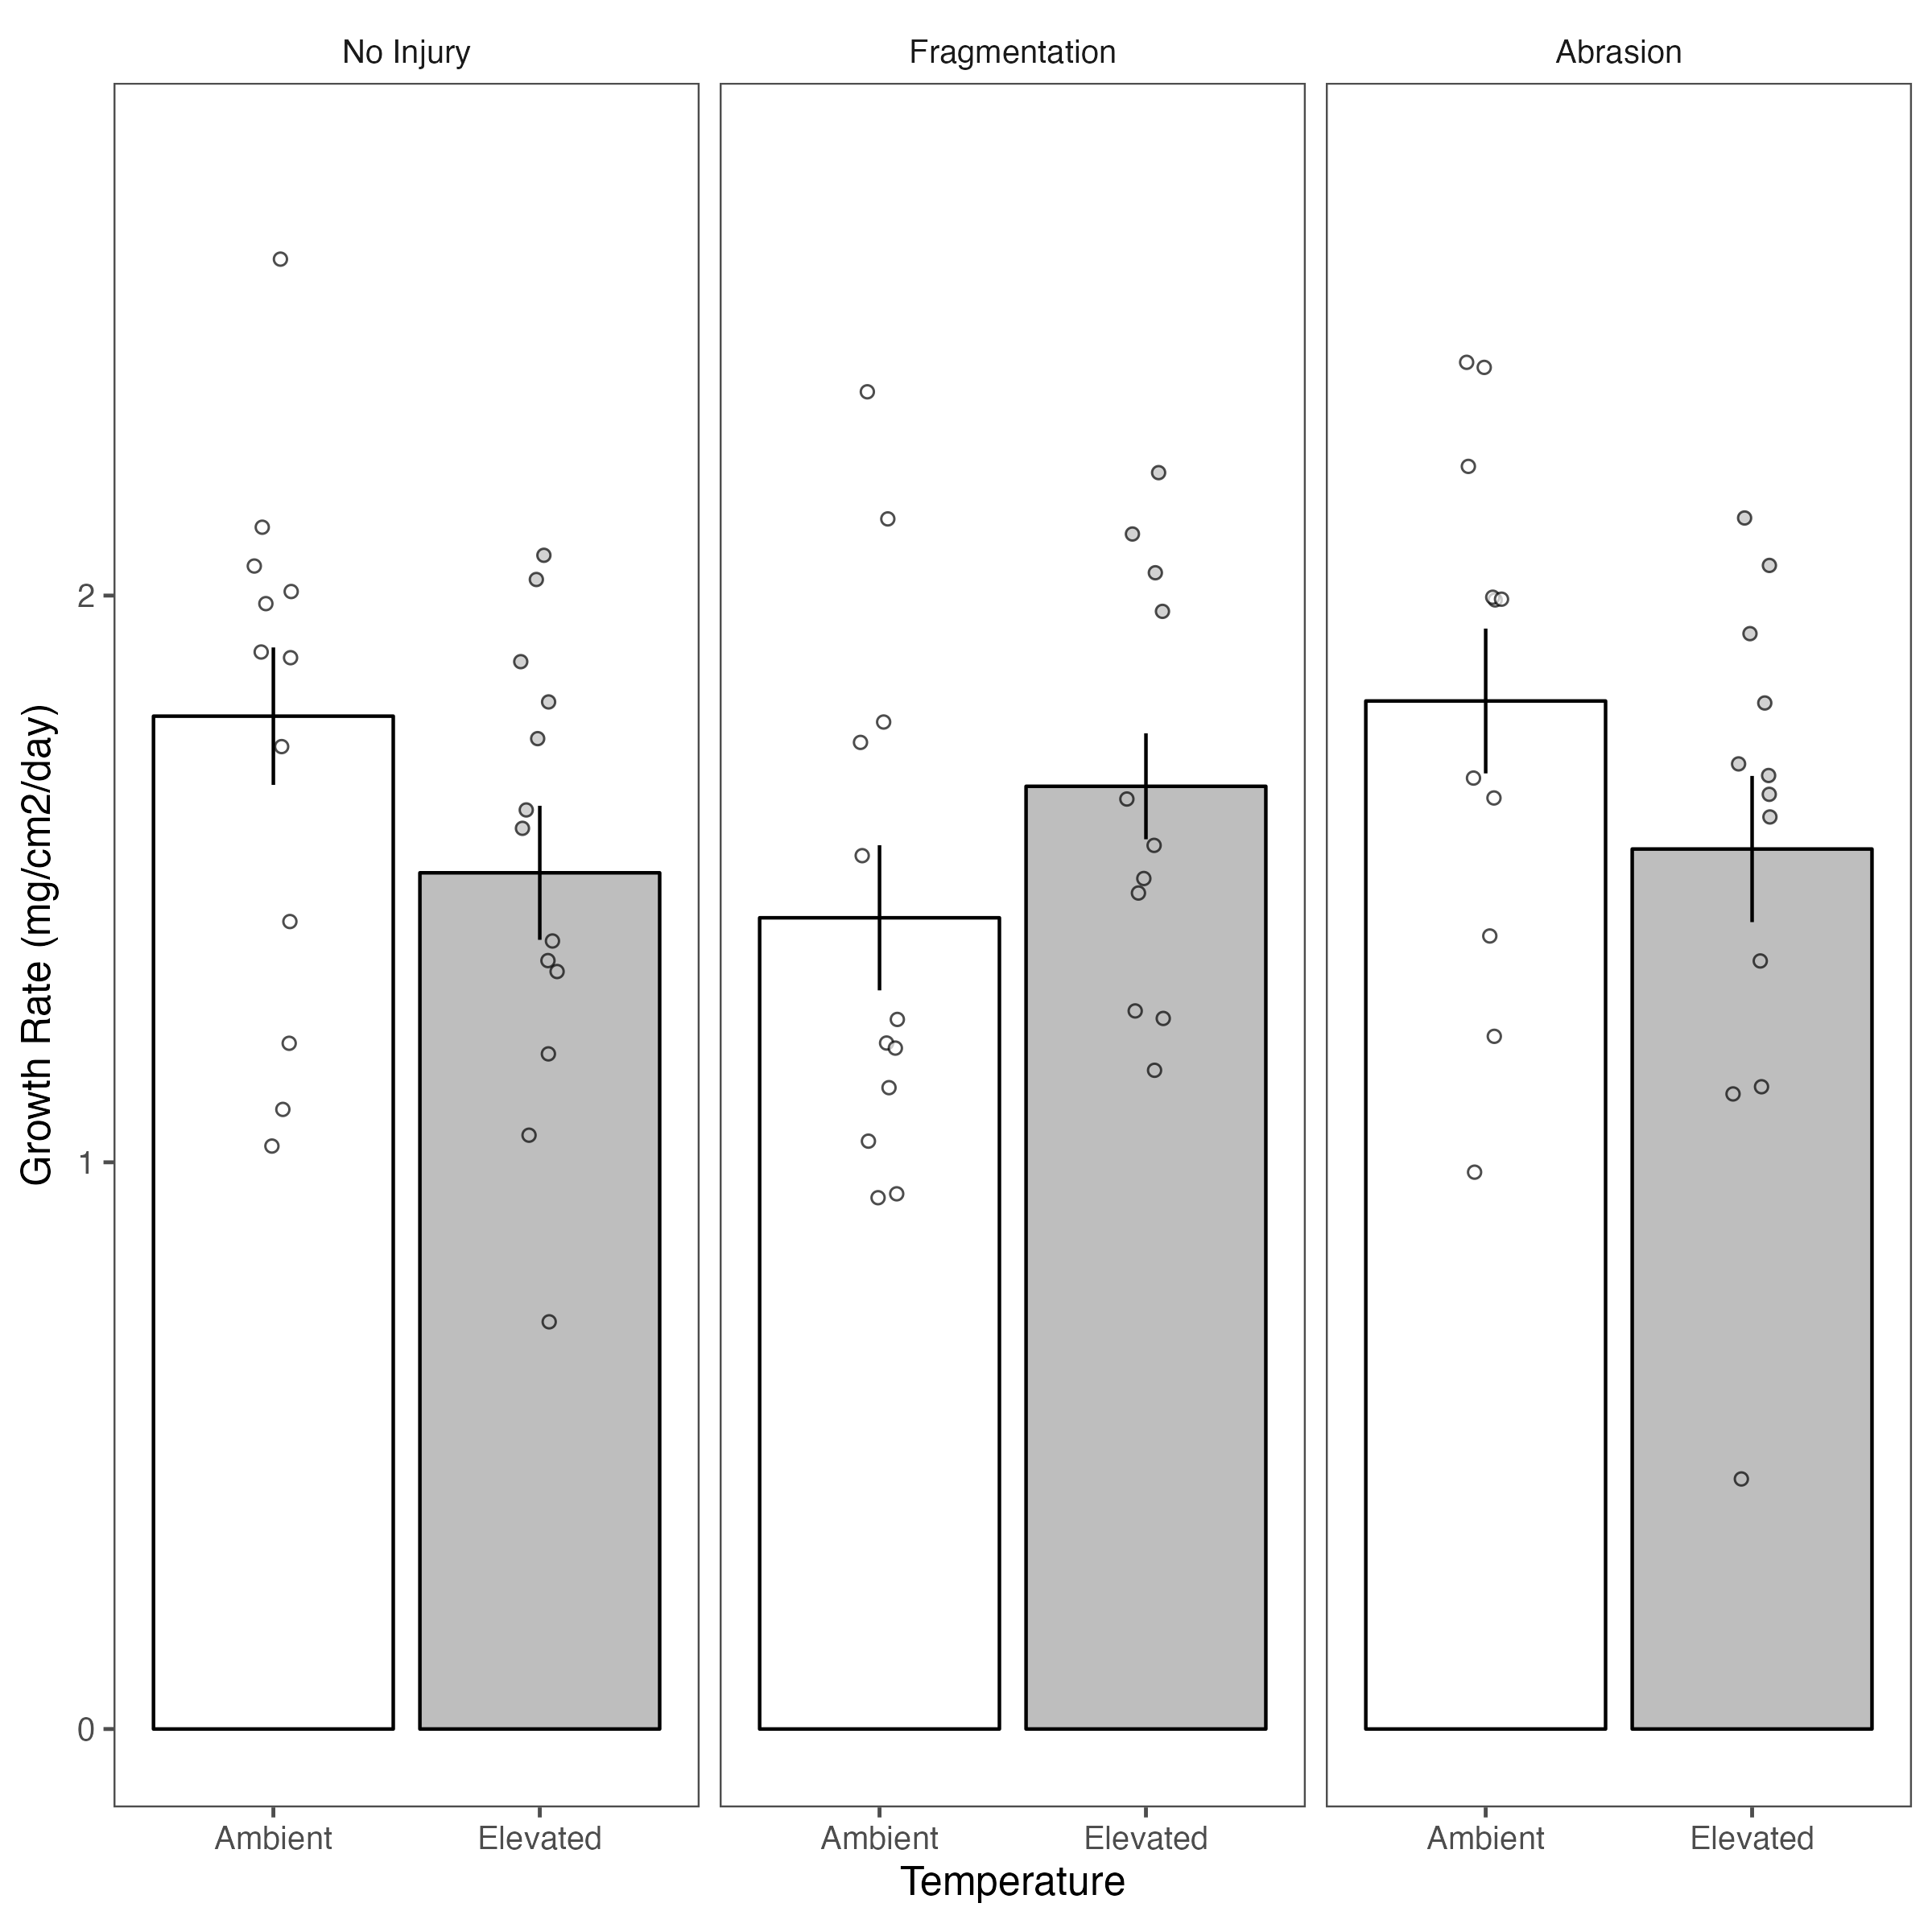 No Injury Fragmentation Abrasion
Growth Rate (mg/cm2/day)
2
1
0
Ambient Elevated Ambient Elevated Ambient Elevated
Temperature